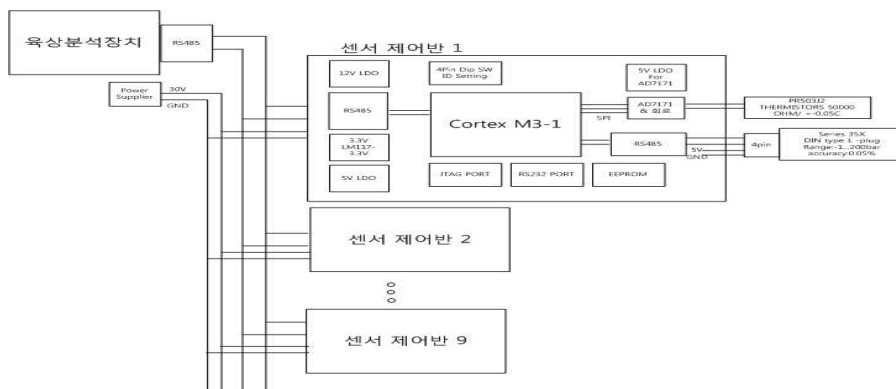 육상분석장치
RS485
Power
Supplier
30V
GND
센서 제어반 1
12V LDO
4Pin Dip SW
ID Setting
5V LDO
For
AD7171
RS485
Cortex M3-1
AD7171
& 회로
SPI
PR503J2
THERMISTORS 50000
OHM/ +-0.05C
3.3V
LM117-
3.3V
RS485
5V
GND
4pin
Series 35X
DIN type L -plug
Range:-1...200bar
accuracy:0.05%
5V LDO
JTAG PORT
RS232 PORT
EEPROM
센서 제어반 2
센서 제어반 9